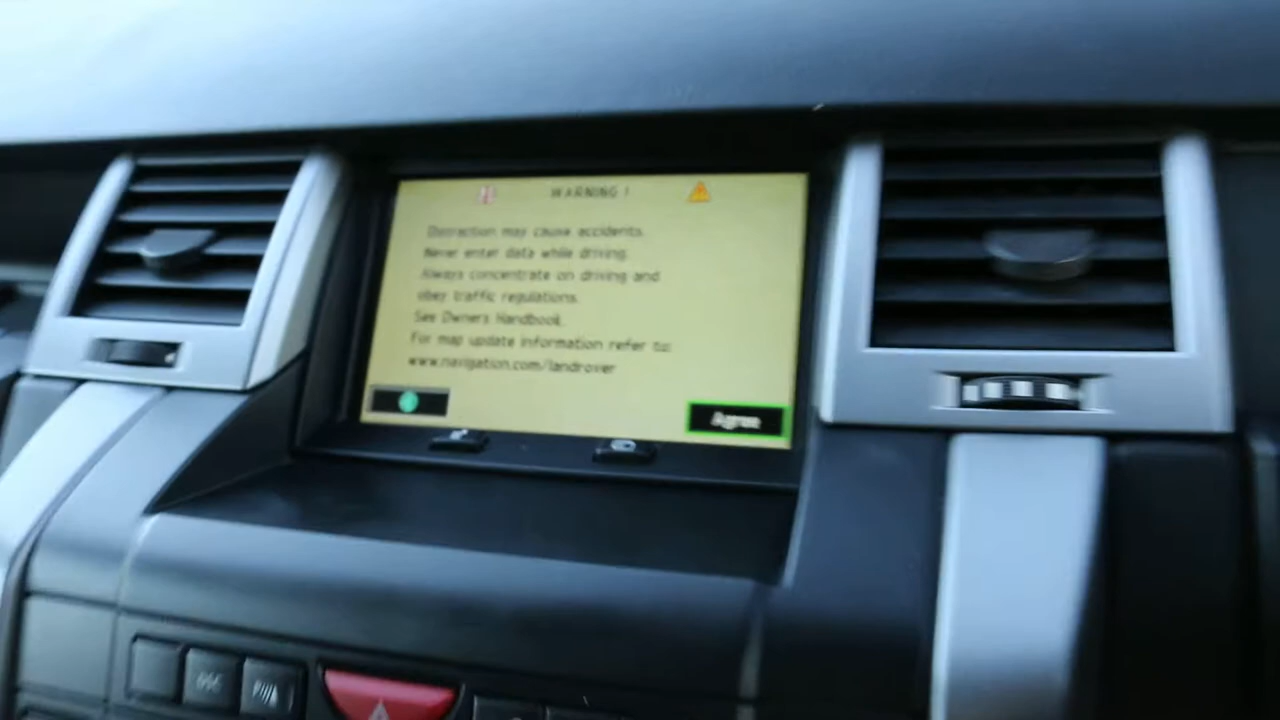 WARNING !
Distraction may cause accidents.
Never enter data while driving.
Always concentrate on driving and
obey traffic regulations.
See Owners Handbook.
For map update information refer to:
www.navigation.com/landrover
Agree